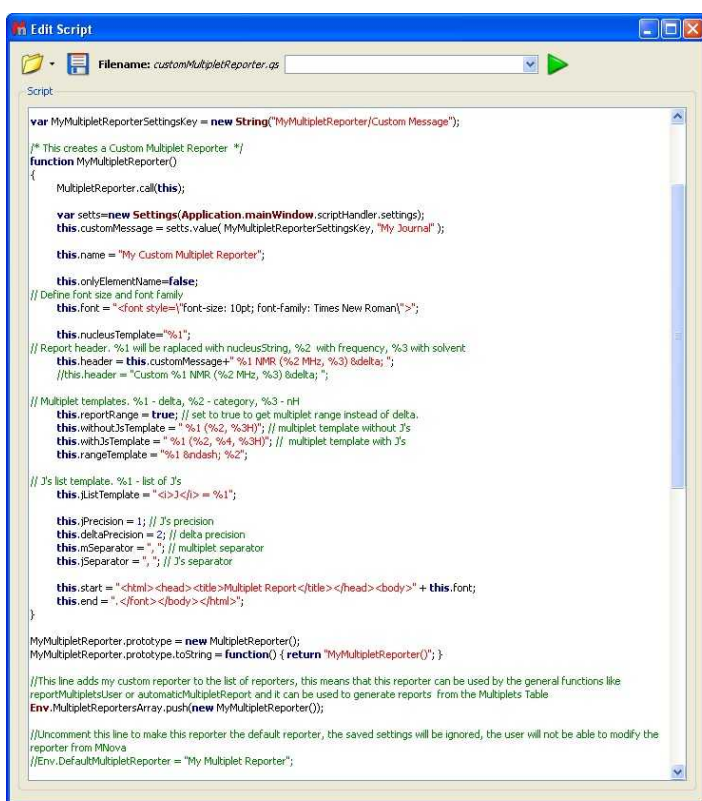 Edit Script
Filename: customMultipletReporter.qs
Script
var MyMultipletReporterSettingsKey = new String("MyMultipletReporter/Custom Message");
/* This creates a Custom Multiplet Reporter */
function MyMultipletReporter()
{
MultipletReporter.call(this);
var setts=new Settings(Application.mainWindow.scriptHandler.settings);
this.customMessage = setts.value( MyMultipletReporterSettingsKey, "My Journal" );
this.name = "My Custom Multiplet Reporter";
this.onlyElementName=false;
// Define font size and font family
this.font = "<font style=\"font-size: 10pt; font-family: Times New Roman\">";
this.nucleusTemplate="%1";
// Report header. %1 will be raplaced with nucleusString, %2 with frequency, %3 with solvent
this.header = this.customMessage+" %1 NMR (%2 MHz, %3) &delta; ";
//this.header = "Custom %1 NMR (%2 MHz, %3) &delta; ";
// Multiplet templates. %1 - delta, %2 - category, %3 - nH
this.reportRange = true; // set to true to get multiplet range instead of delta.
this.withoutJsTemplate = " %1 (%2, %3H)"; // multiplet template without J's
this.withJsTemplate = " %1 (%2, %4, %3H)"; // multiplet template with J's
this.rangeTemplate = "%1 &ndash; %2";
// J's list template. %1 - list of J's
this.jListTemplate = "<i>J</i> = %1";
this.jPrecision = 1; // J's precision
this.deltaPrecision = 2; // delta precision
this.mSeparator = ", "; // multiplet separator
this.jSeparator = ", "; // J's separator
this.start = "<html><head><title>Multiplet Report</title></head><body>" + this.font;
this.end = ".</font></body></html>";
}
MyMultipletReporter.prototype = new MultipletReporter();
MyMultipletReporter.prototype.toString = function() { return "MyMultipletReporter()"; }
//This line adds my custom reporter to the list of reporters, this means that this reporter can be used by the general functions like
reportMultipletsUser or automaticMultipletReport and it can be used to generate reports from the Multiplets Table
Env.MultipletReportersArray.push(new MyMultipletReporter());
//Uncomment this line to make this reporter the default reporter, the saved settings will be ignored, the user will not be able to modify the
reporter from MNova
//Env.DefaultMultipletReporter = "My Multiplet Reporter";